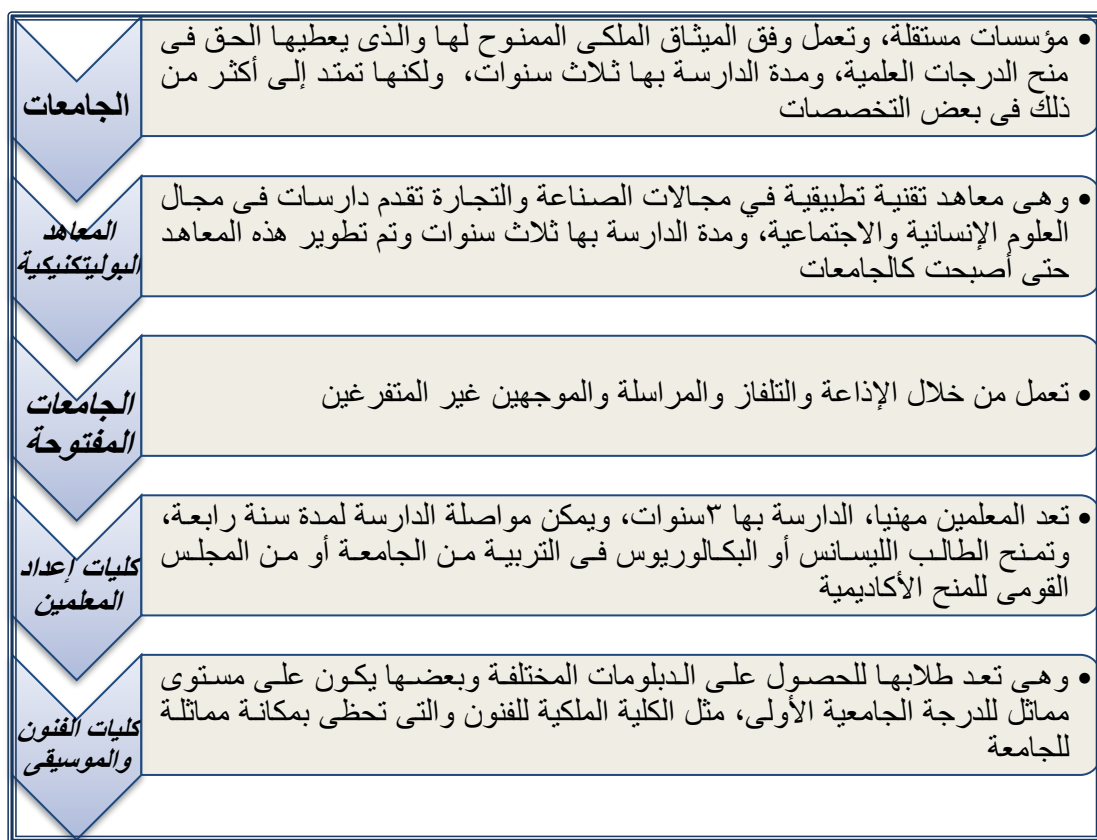 الجامعات
• مؤسسات مستقلة، وتعمل وفق الميثاق الملكى الممنوح لها والذى يعطيها الحق فى
منح الدرجات العلمية، ومدة الدارسة بها ثلاث سنوات، ولكنها تمتد إلى أكثر من
ذلك فى بعض التخصصات
المعاهد
البوليتكنيكية
• وهى معاهد تقنية تطبيقية في مجالات الصناعة والتجارة تقدم دارسات فى مجال
العلوم الإنسانية والاجتماعية، ومدة الدارسة بها ثلاث سنوات وتم تطوير هذه المعاهد
حتى أصبحت كالجامعات
الجامعات
المفتوحة
• تعمل من خلال الإذاعة والتلفاز والمراسلة والموجهين غير المتفرغين
كليات إعداد
المعلمين
• تعد المعلمين مهنيا، الدارسة بها ٣سنوات، ويمكن مواصلة الدارسة لمدة سنة رابعة،
وتمنح الطالب الليسانس أو البكالوريوس فى التربية من الجامعة أو من المجلس
القومى للمنح الأكاديمية
كليات الفنون
والموسيقى
• وهى تعد طلابها للحصول على الدبلومات المختلفة وبعضها يكون على مستوى
مماثل للدرجة الجامعية الأولى، مثل الكلية الملكية للفنون والتى تحظى بمكانة مماثلة
للجامعة